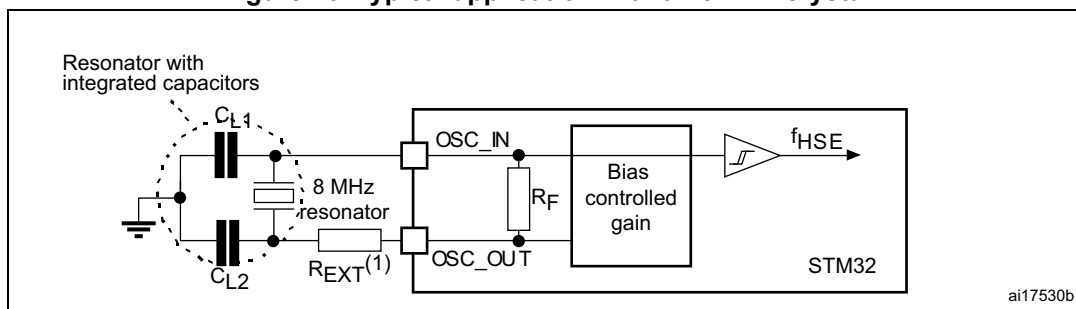 Resonator with
integrated capacitors
CL1
OSC_IN
fHSE
8 MHz
resonator
RF
Bias
controlled
gain
OSC_OUT
REXT(1)
CL2
STM32
ai17530b